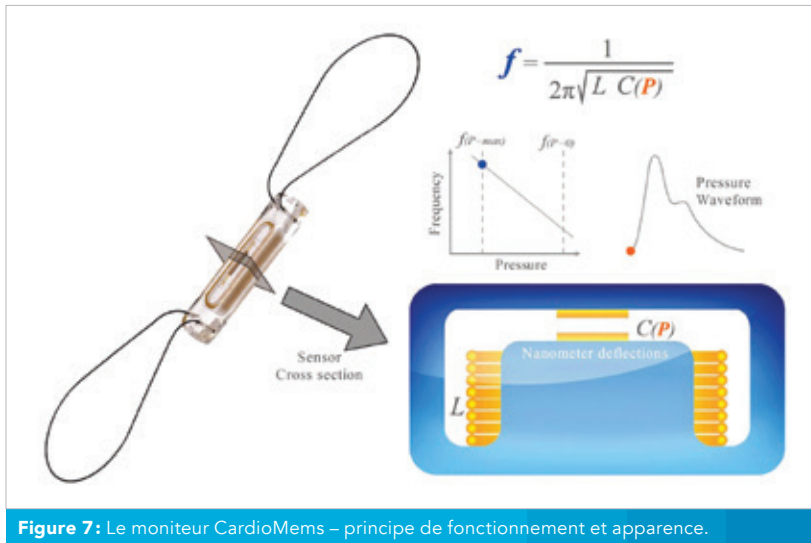 f = 1 / 2π√L C(P)
f(P-max)
f(P-0)
Frequency
Pressure
Pressure
Waveform
Sensor
Cross section
C(P)
Nanometer deflections
L
Figure 7: Le moniteur CardioMems – principe de fonctionnement et apparence.